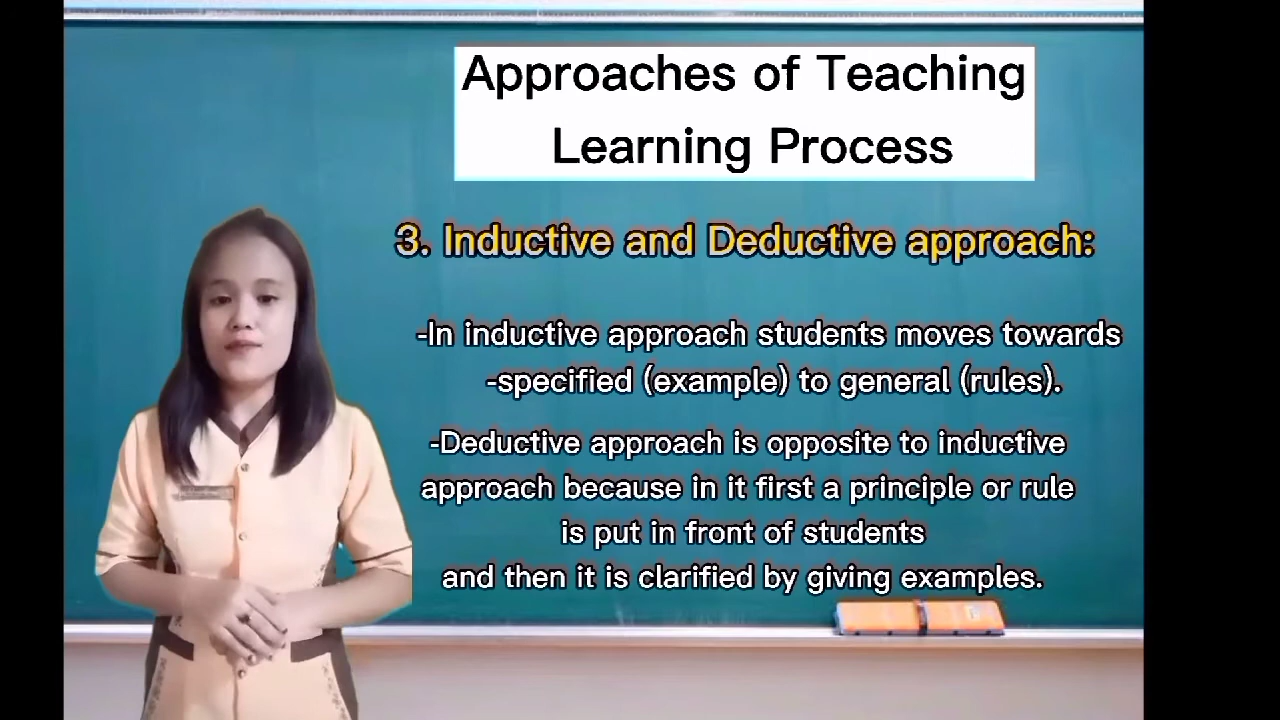 Approaches of Teaching
Learning Process
3. Inductive and Deductive approach:
-In inductive approach students moves towards
-specified (example) to general (rules).
-Deductive approach is opposite to inductive
approach because in it first a principle or rule
is put in front of students
and then it is clarified by giving examples.